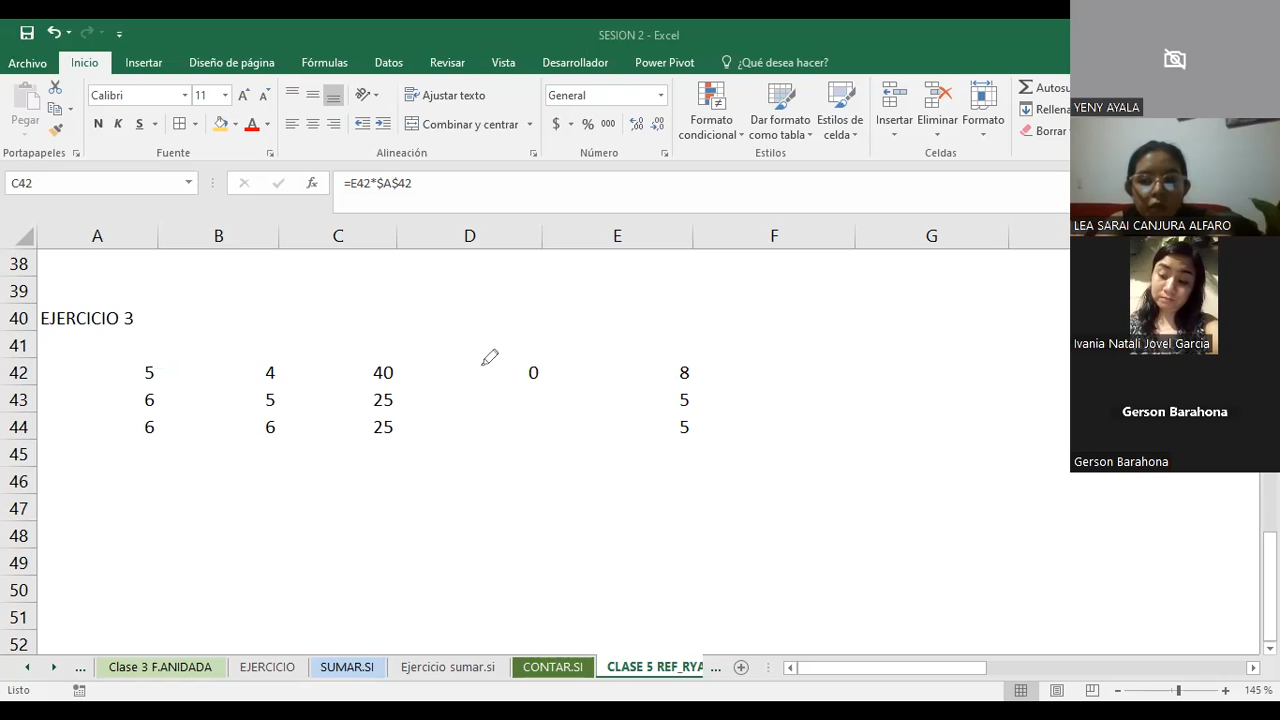 SESION 2 - Excel
Archivo Inicio Insertar Diseño de página Fórmulas Datos Revisar Vista Desarrollador Power Pivot ¿Qué desea hacer?
Pegar
Calibri 11
N K S
Ajustar texto
Combinar y centrar
General
$ % 000
Formato condicional
Dar formato como tabla
Estilos de celda
Insertar
Eliminar
Formato
Autosu
Rellena
Borrar
Portapapeles Fuente Alineación Número Estilos Celdas
C42 fx =E42*$A$42
A B C D E F G
38
39
40 EJERCICIO 3
41
42 5 4 40 0 8
43 6 5 25 5
44 6 6 25 5
45
46
47
48
49
50
51
52
... Clase 3 F.ANIDADA EJERCICIO SUMAR.SI Ejercicio sumar.si CONTAR.SI CLASE 5 REF_RYA ...
Listo 145 %
YENY AYALA
LEA SARAI CANJURA ALFARO
Ivania Natali Jovel Garcia
Gerson Barahona
Gerson Barahona